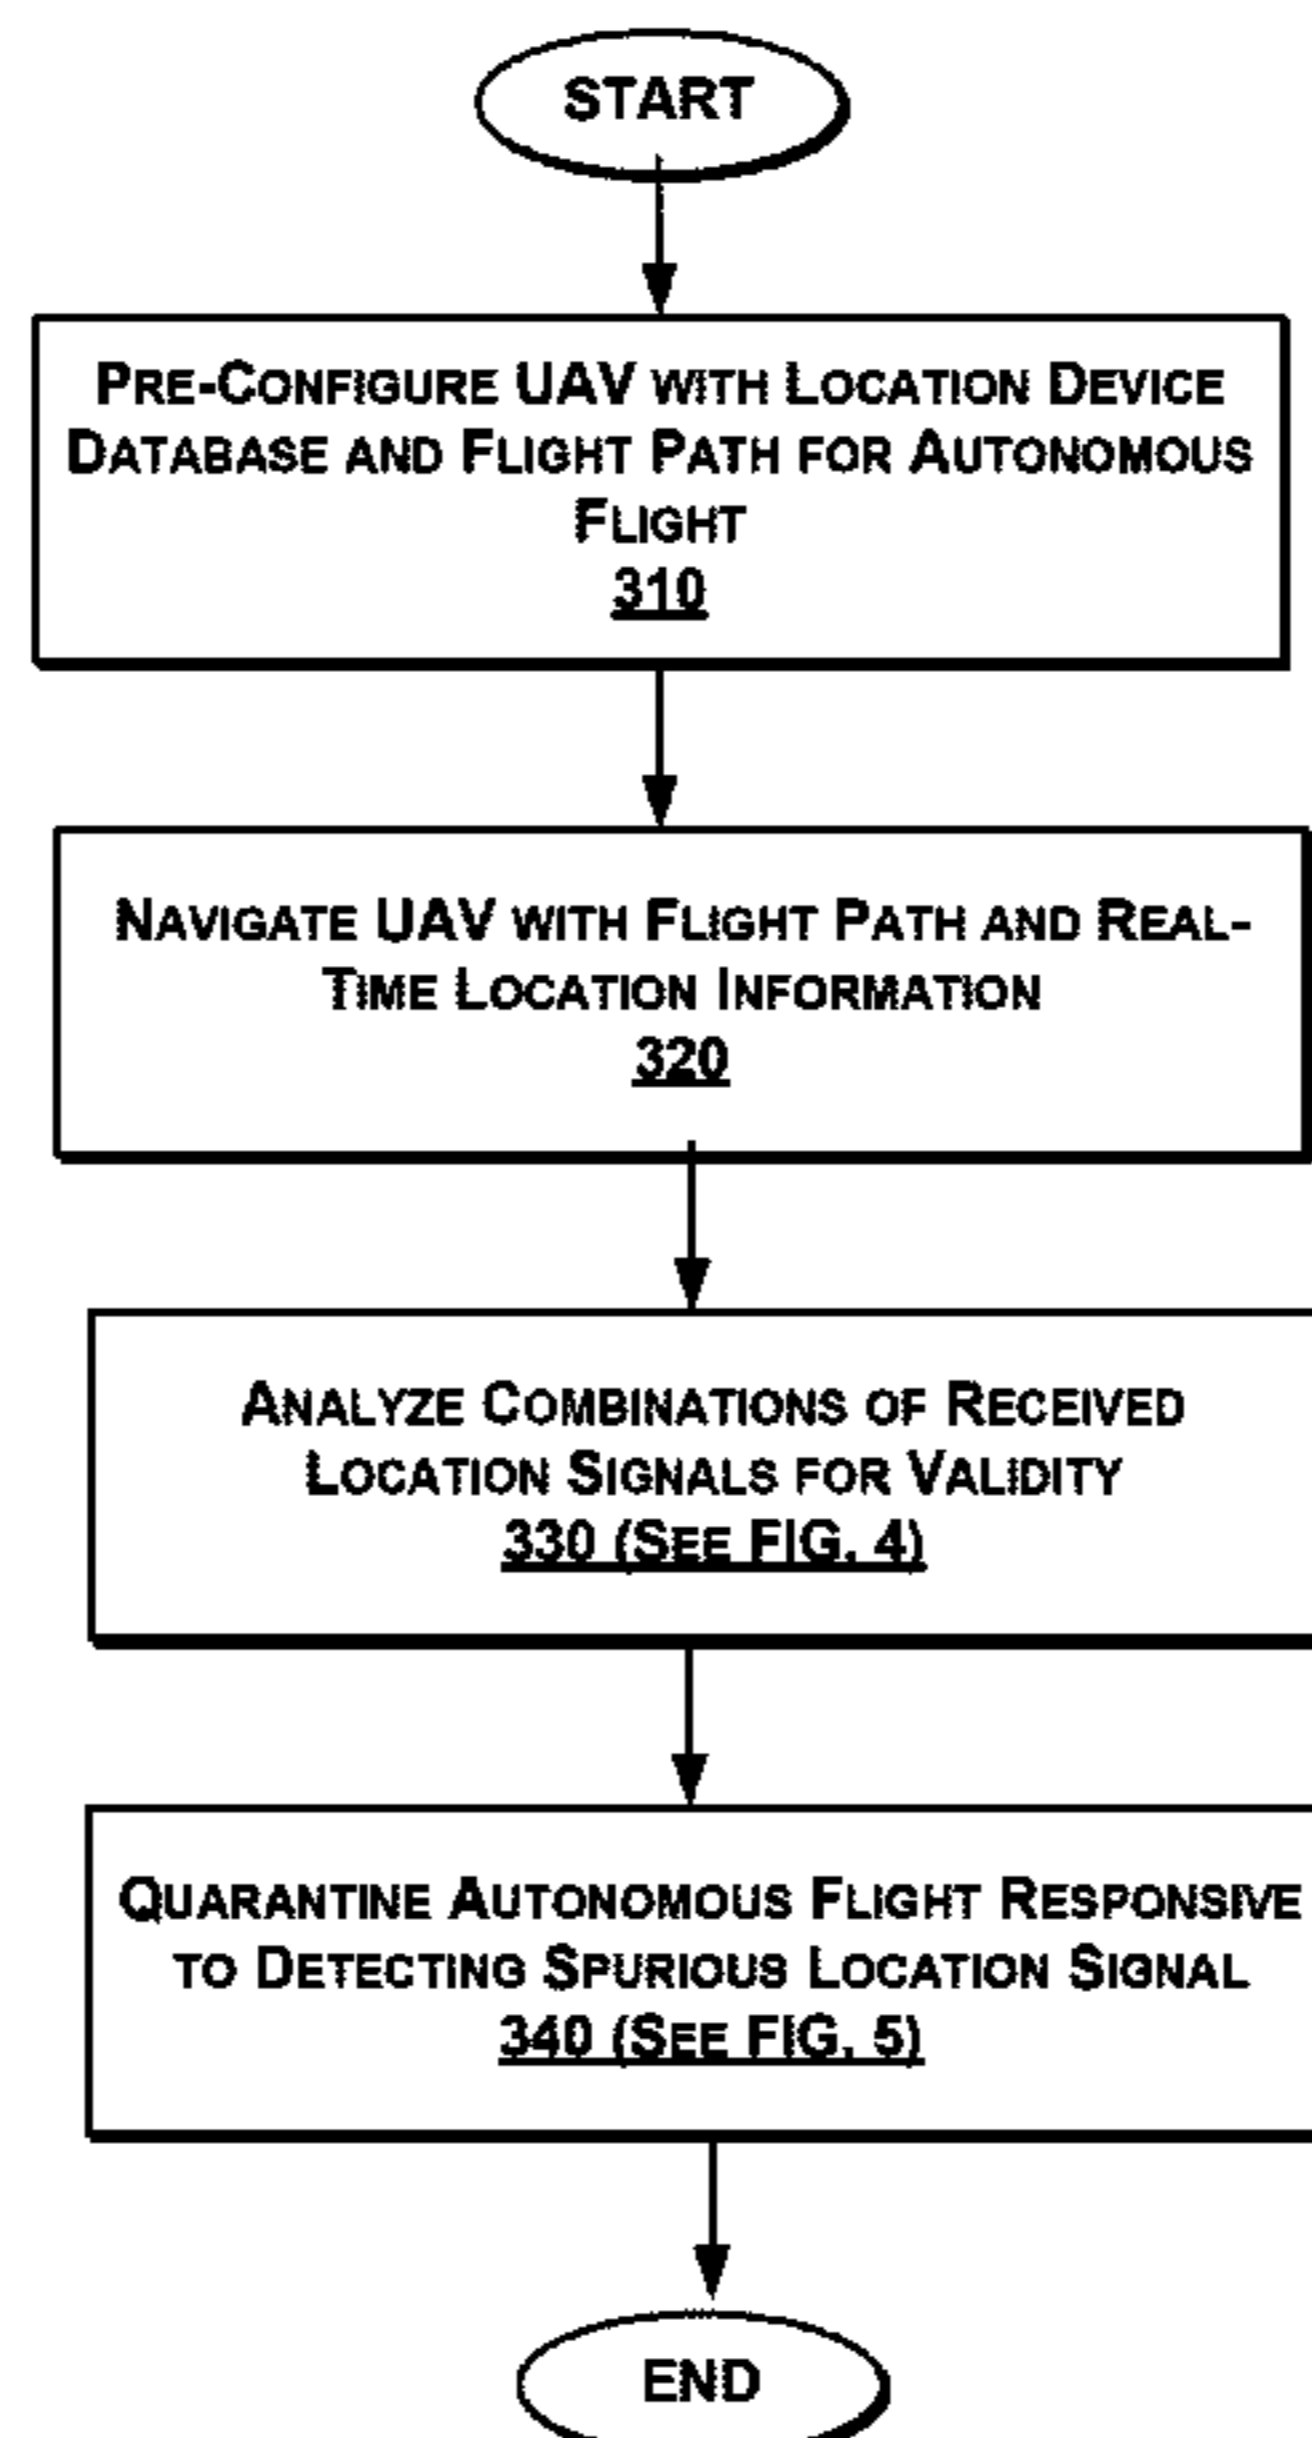 START
PRE-CONFIGURE UAV WITH LOCATION DEVICE
DATABASE AND FLIGHT PATH FOR AUTONOMOUS
FLIGHT
310
NAVIGATE UAV WITH FLIGHT PATH AND REAL-
TIME LOCATION INFORMATION
320
ANALYZE COMBINATIONS OF RECEIVED
LOCATION SIGNALS FOR VALIDITY
330 (SEE FIG. 4)
QUARANTINE AUTONOMOUS FLIGHT RESPONSIVE
TO DETECTING SPURIOUS LOCATION SIGNAL
340 (SEE FIG. 5)
END